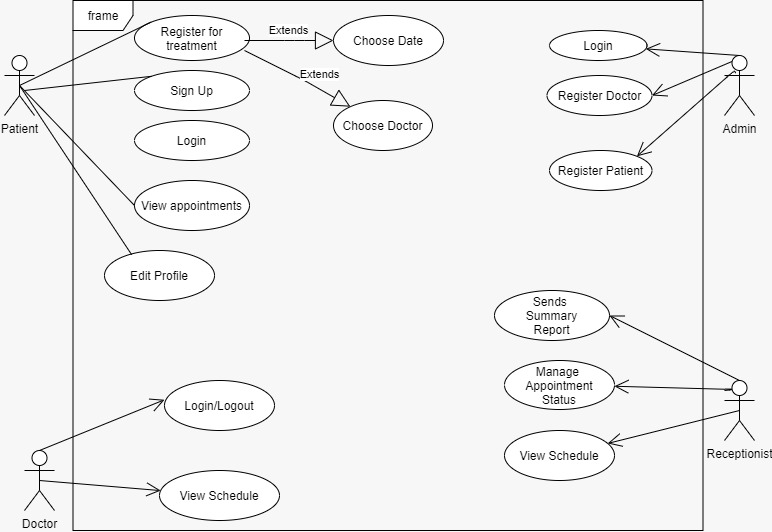 frame
Register for
treatment
Extends
Choose Date
Login
Extends
Sign Up
Register Doctor
Patient
Choose Doctor
Admin
Login
Register Patient
View appointments
Edit Profile
Sends
Summary
Report
Manage
Appointment
Status
Login/Logout
View Schedule
Receptionist
View Schedule
Doctor